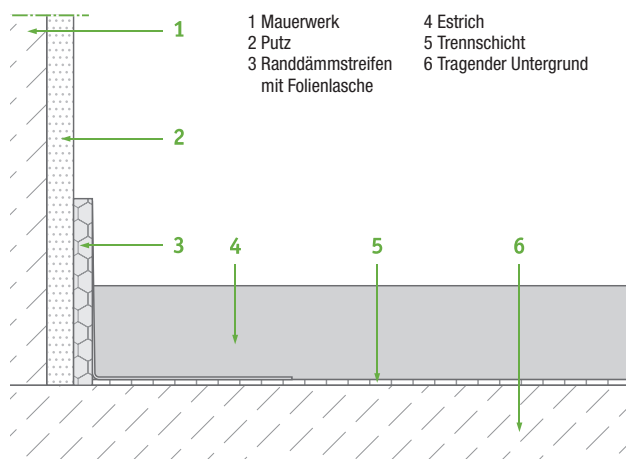 1 Mauerwerk
2 Putz
3 Randdämmstreifen
mit Folienlasche
4 Estrich
5 Trennschicht
6 Tragender Untergrund
1
2
3
4
5
6